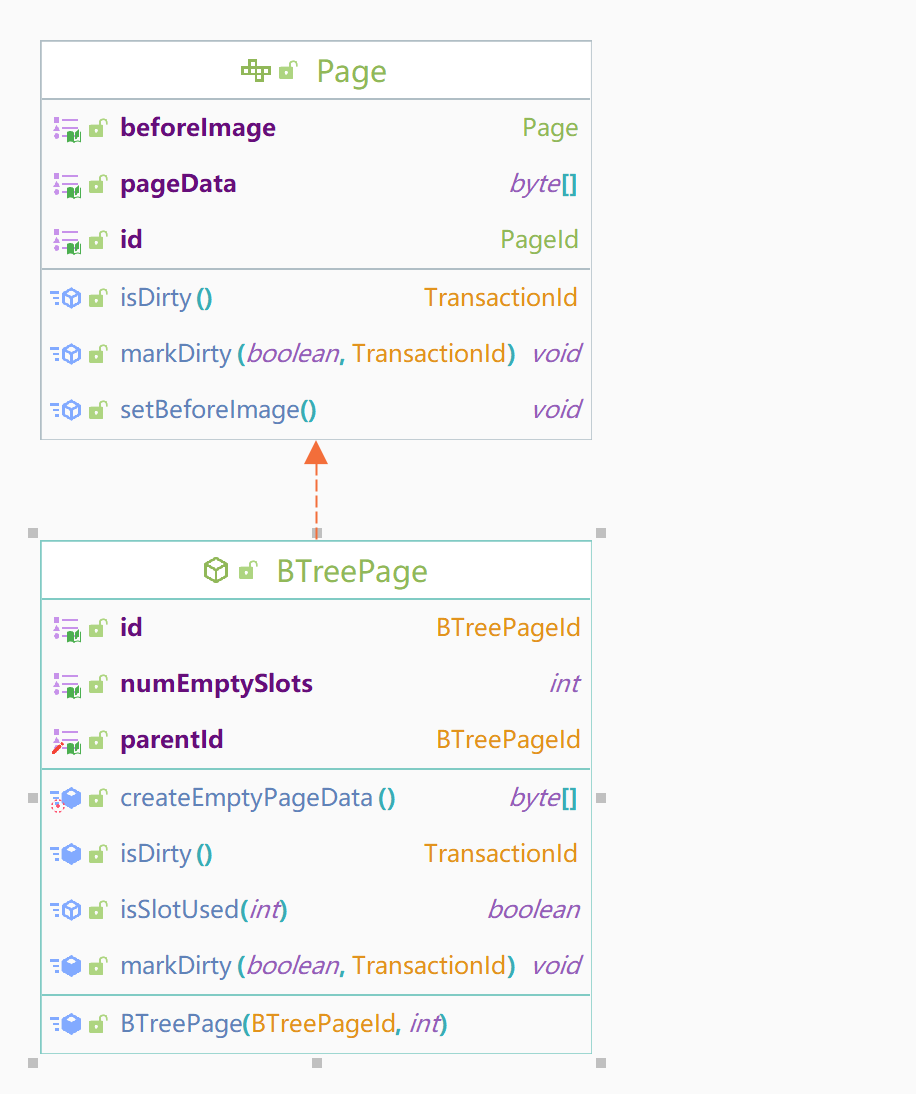 Page
beforeImage Page
pageData byte[]
id PageId
isDirty() TransactionId
markDirty(boolean, TransactionId) void
setBeforeImage() void
BTreePage
id BTreePageId
numEmptySlots int
parentId BTreePageId
createEmptyPageData() byte[]
isDirty() TransactionId
isSlotUsed(int) boolean
markDirty(boolean, TransactionId) void
BTreePage(BTreePageId, int)